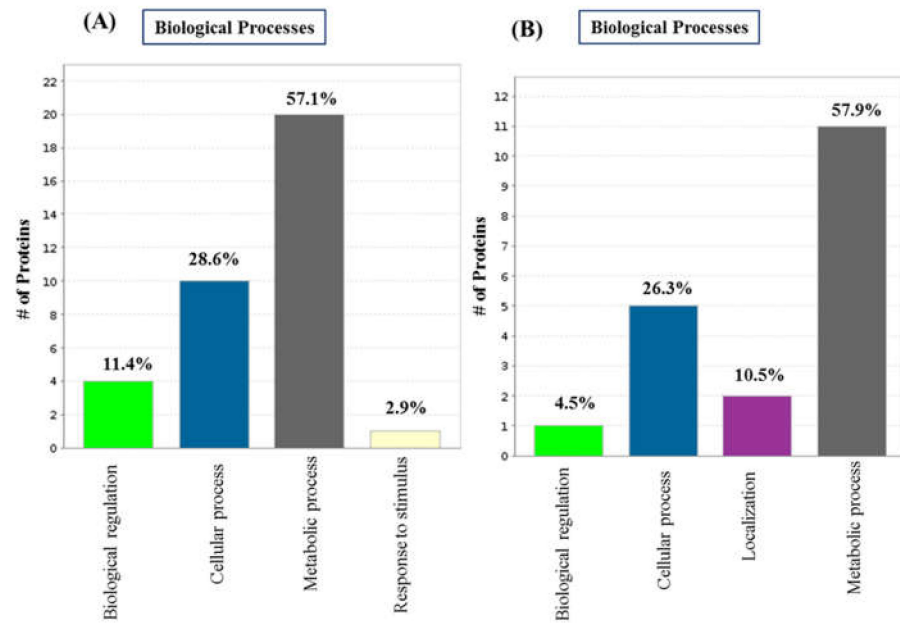 (A)
Biological Processes
# of Proteins
22
20
18
16
14
12
10
8
6
4
2
0
11.4%
28.6%
57.1%
2.9%
Biological regulation
Cellular process
Metabolic process
Response to stimulus
(B)
Biological Processes
# of Proteins
12
11
10
9
8
7
6
5
4
3
2
1
0
4.5%
26.3%
10.5%
57.9%
Biological regulation
Cellular process
Localization
Metabolic process